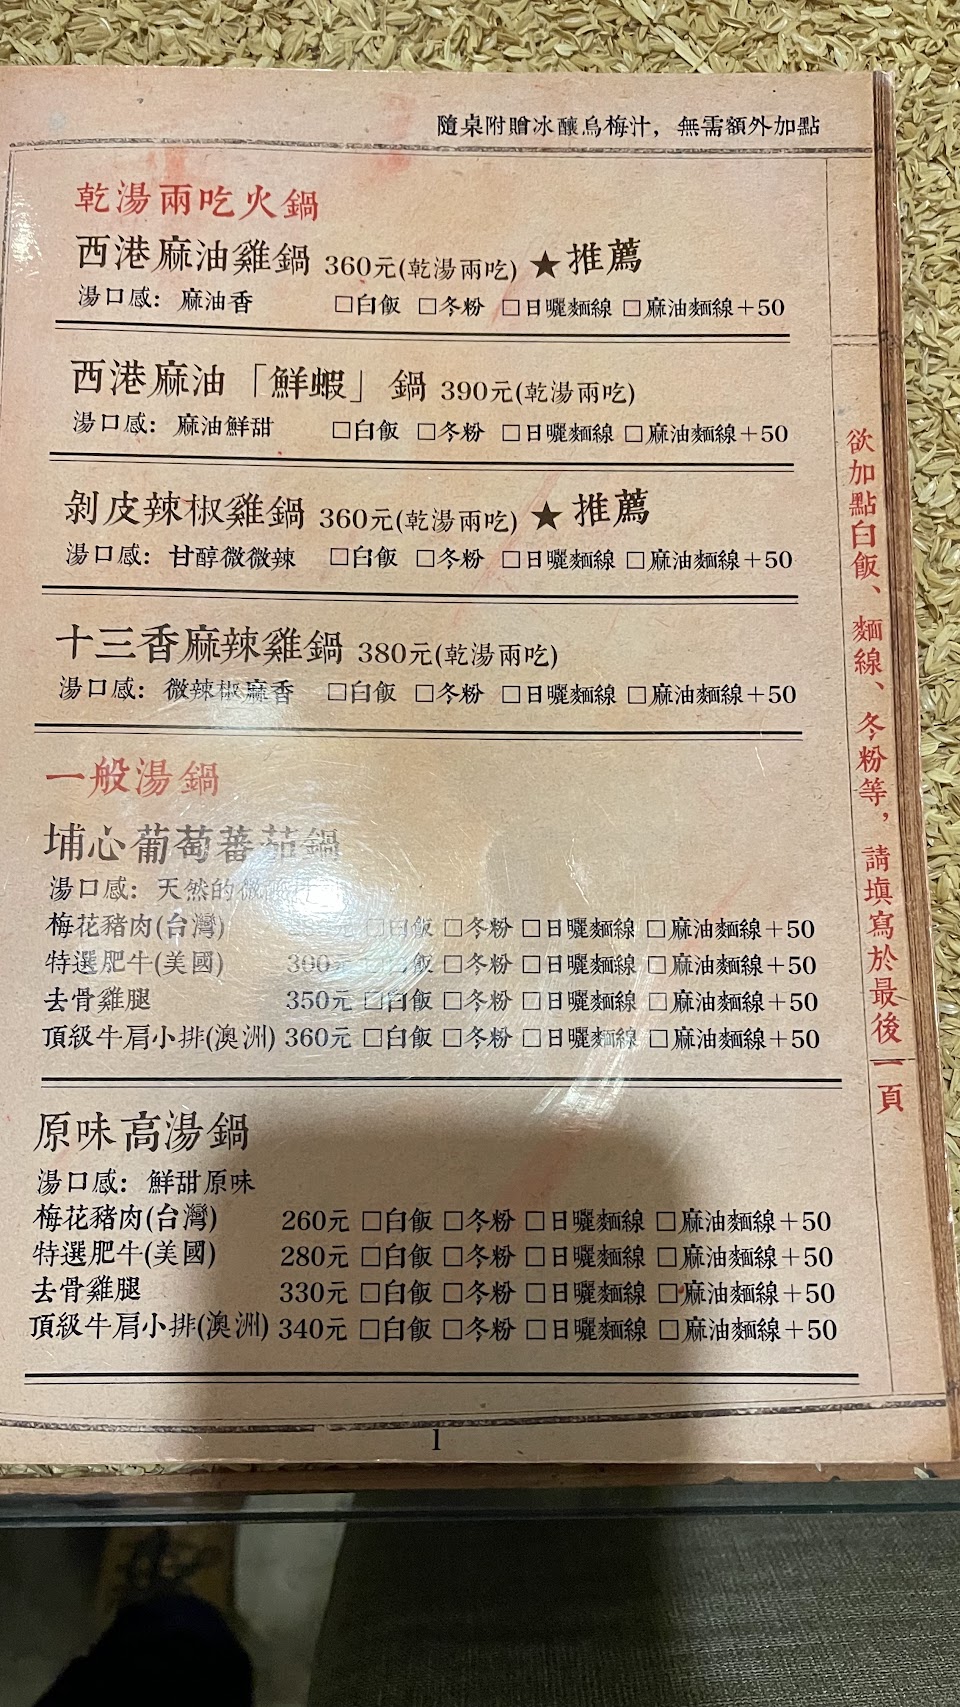 隨桌附贈冰釀烏梅汁，無需額外加點
乾湯兩吃火鍋
西港麻油雞鍋 360元(乾湯兩吃) ★推薦
湯口感：麻油香 □白飯 □冬粉 □日曬麵線 □麻油麵線+50
西港麻油「鮮蝦」鍋 390元(乾湯兩吃)
湯口感：麻油鮮甜 □白飯 □冬粉 □日曬麵線 □麻油麵線+50
剝皮辣椒雞鍋 360元(乾湯兩吃) ★推薦
湯口感：甘醇微微辣 □白飯 □冬粉 □日曬麵線 □麻油麵線+50
十三香麻辣雞鍋 380元(乾湯兩吃)
湯口感：微辣椒麻香 □白飯 □冬粉 □日曬麵線 □麻油麵線+50
一般湯鍋
埔心葡萄蕃茄鍋
湯口感：天然的微
梅花豬肉(台灣) □白飯 □冬粉 □日曬麵線 □麻油麵線+50
特選肥牛(美國) 300元 □白飯 □冬粉 □日曬麵線 □麻油麵線+50
去骨雞腿 350元 □白飯 □冬粉 □日曬麵線 □麻油麵線+50
頂級牛肩小排(澳洲) 360元 □白飯 □冬粉 □日曬麵線 □麻油麵線+50
原味高湯鍋
湯口感：鮮甜原味
梅花豬肉(台灣) 260元 □白飯 □冬粉 □日曬麵線 □麻油麵線+50
特選肥牛(美國) 280元 □白飯 □冬粉 □日曬麵線 □麻油麵線+50
去骨雞腿 330元 □白飯 □冬粉 □日曬麵線 □麻油麵線+50
頂級牛肩小排(澳洲) 340元 □白飯 □冬粉 □日曬麵線 □麻油麵線+50
欲加點白飯、麵線、冬粉等，請填寫於最後一頁
1